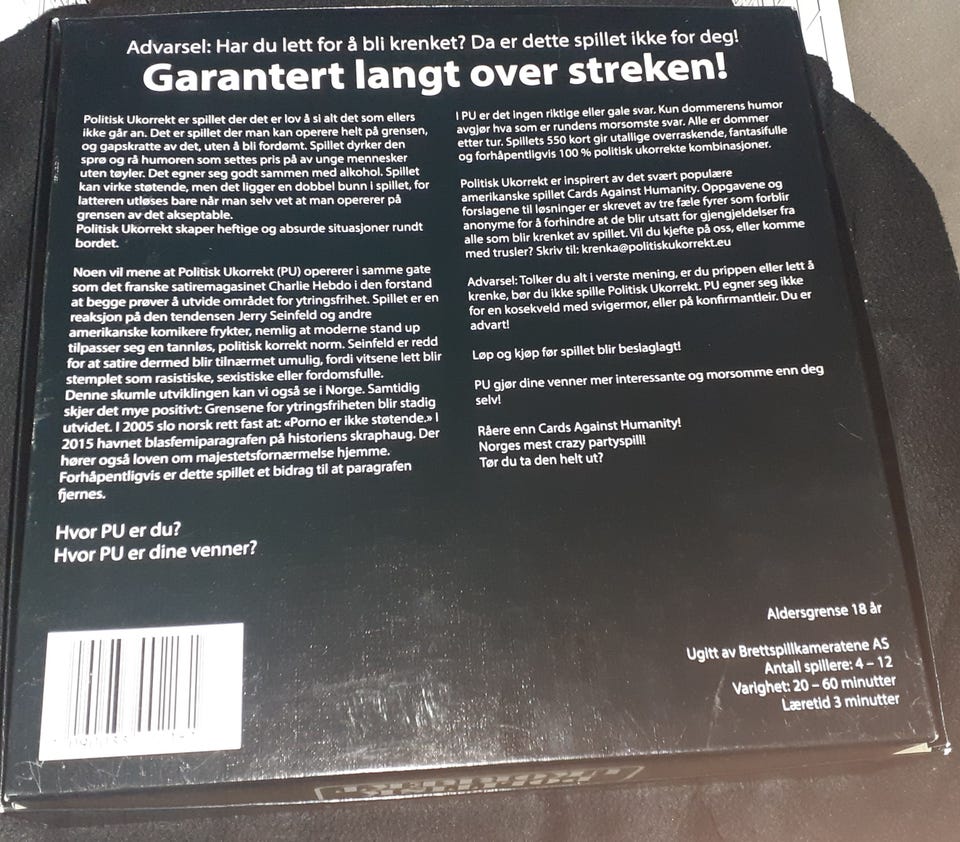 Advarsel: Har du lett for å bli krenket? Da er dette spillet ikke for deg!
Garantert langt over streken!
Politisk Ukorrekt er spillet der det er lov å si alt det som ellers
ikke går an. Det er spillet der man kan operere helt på grensen,
og gapskratte av det, uten å bli fordømt. Spillet dyrker den
sprø og rå humoren som settes pris på av unge mennesker
uten tøyler. Det egner seg godt sammen med alkohol. Spillet
kan virke støtende, men det ligger en dobbel bunn i spillet, for
latteren utløses bare når man selv vet at man opererer på
grensen av det akseptable.
Politisk Ukorrekt skaper heftige og absurde situasjoner rundt
bordet.
Noen vil mene at Politisk Ukorrekt (PU) opererer i samme gate
som det franske satiremagasinet Charlie Hebdo i den forstand
at begge prøver å utvide området for ytringsfrihet. Spillet er en
reaksjon på den tendensen Jerry Seinfeld og andre
amerikanske komikere frykter, nemlig at moderne stand up
tilpasser seg en tannløs, politisk korrekt norm. Seinfeld er redd
for at satire dermed blir tilnærmet umulig, fordi vitsene lett blir
stemplet som rasistiske, sexistiske eller fordomsfulle.
Denne skumle utviklingen kan vi også se i Norge. Samtidig
skjer det mye positivt: Grensene for ytringsfriheten blir stadig
utvidet. I 2005 slo norsk rett fast at: «Porno er ikke støtende.» I
2015 havnet blasfemiparagrafen på historiens skraphaug. Der
hører også loven om majestetsfornærmelse hjemme.
Forhåpentligvis er dette spillet et bidrag til at paragrafen
fjernes.
Hvor PU er du?
Hvor PU er dine venner?
I PU er det ingen riktige eller gale svar. Kun dommerens humor
avgjør hva som er rundens morsomste svar. Alle er dommer
etter tur. Spillets 550 kort gir utallige overraskende, fantasifulle
og forhåpentligvis 100 % politisk ukorrekte kombinasjoner.
Politisk Ukorrekt er inspirert av det svært populære
amerikanske spillet Cards Against Humanity. Oppgavene og
forslagene til løsninger er skrevet av tre fæle fyrer som forblir
anonyme for å forhindre at de blir utsatt for gjengjeldelser fra
alle som blir krenket av spillet. Vil du kjefte på oss, eller komme
med trusler? Skriv til: krenka@politiskukorrekt.eu
Advarsel: Tolker du alt i verste mening, er du prippen eller lett å
krenke, bør du ikke spille Politisk Ukorrekt. PU egner seg ikke
for en kosekveld med svigermor, eller på konfirmantleir. Du er
advart!
Løp og kjøp før spillet blir beslaglagt!
PU gjør dine venner mer interessante og morsomme enn deg
selv!
Råere enn Cards Against Humanity!
Norges mest crazy partyspill!
Tør du ta den helt ut?
Aldersgrense 18 år
Ugitt av Brettspillkameratene AS
Antall spillere: 4 – 12
Varighet: 20 – 60 minutter
Læretid 3 minutter